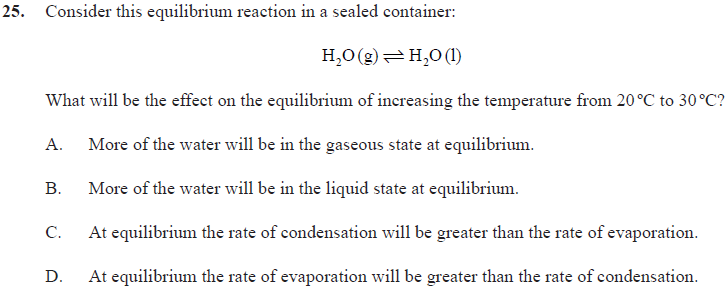 25. Consider this equilibrium reaction in a sealed container:
H₂O(g) ⇌ H₂O(l)
What will be the effect on the equilibrium of increasing the temperature from 20°C to 30°C?
A. More of the water will be in the gaseous state at equilibrium.
B. More of the water will be in the liquid state at equilibrium.
C. At equilibrium the rate of condensation will be greater than the rate of evaporation.
D. At equilibrium the rate of evaporation will be greater than the rate of condensation.